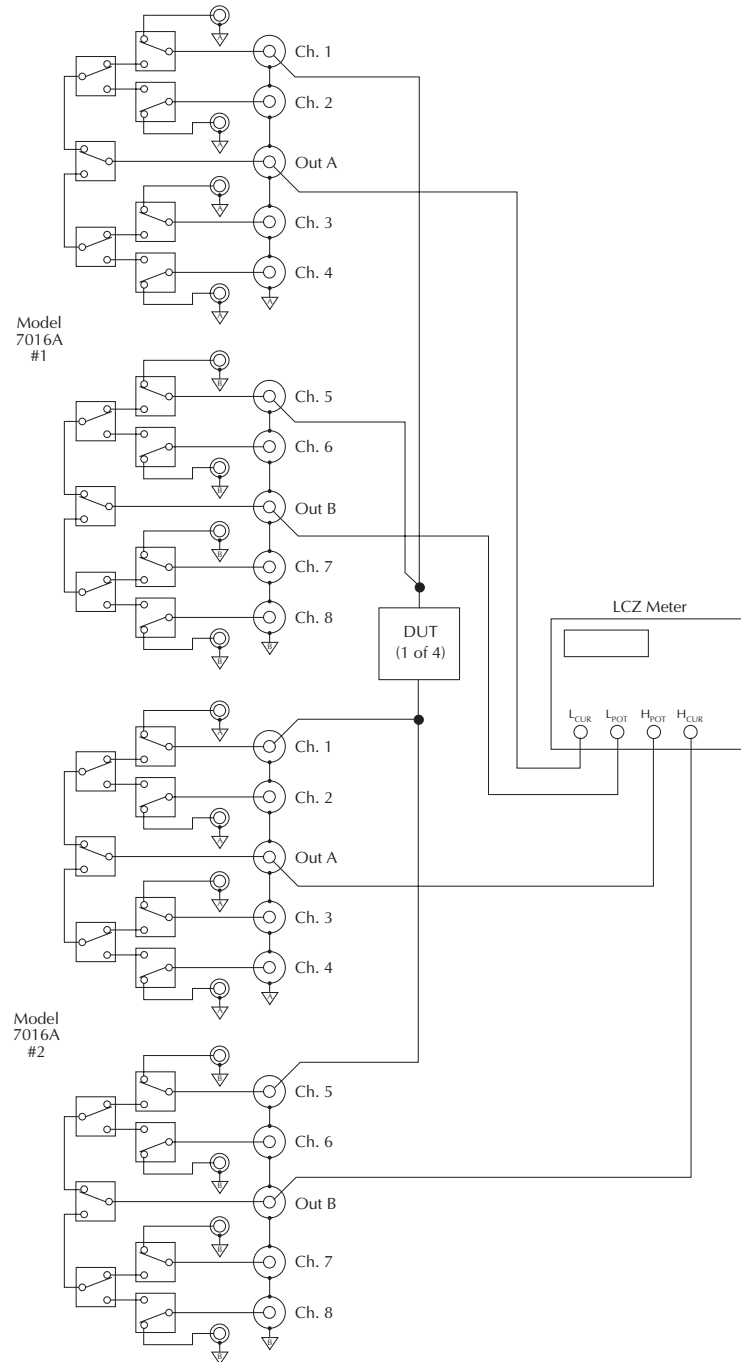 Ch. 1
Ch. 2
Out A
Ch. 3
Ch. 4
A
A
A
A
A
Model
7016A
#1
Ch. 5
Ch. 6
Out B
Ch. 7
Ch. 8
B
B
B
B
B
DUT
(1 of 4)
LCZ Meter
LCUR
LPOT
HPOT
HCUR
Ch. 1
Ch. 2
Out A
Ch. 3
Ch. 4
A
A
A
A
A
Model
7016A
#2
Ch. 5
Ch. 6
Out B
Ch. 7
Ch. 8
B
B
B
B
B